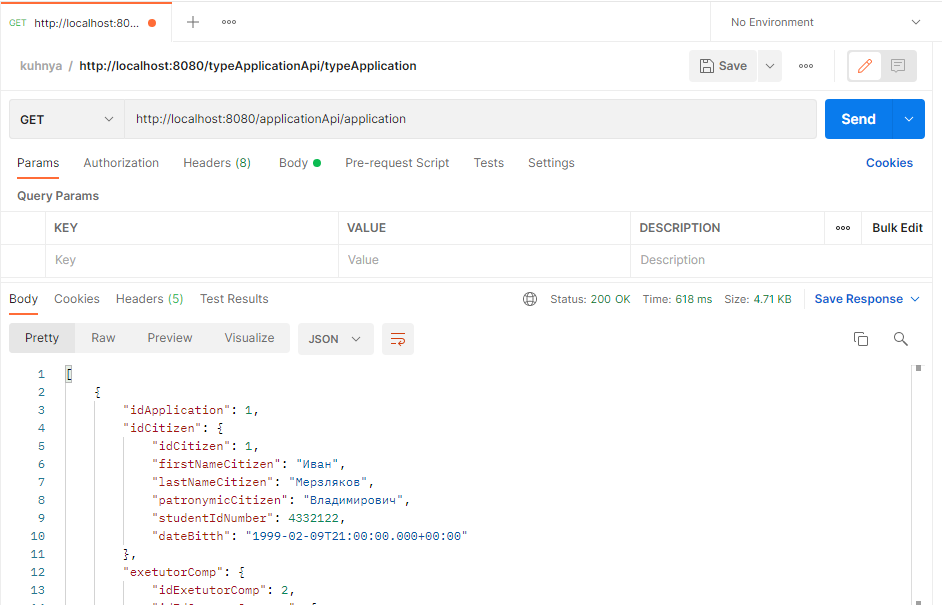 GET http://localhost:80...
No Environment
kuhnya / http://localhost:8080/typeApplicationApi/typeApplication
Save
GET http://localhost:8080/applicationApi/application
Send
Params Authorization Headers (8) Body Pre-request Script Tests Settings Cookies
Query Params
KEY VALUE DESCRIPTION Bulk Edit
Key Value Description
Body Cookies Headers (5) Test Results Status: 200 OK Time: 618 ms Size: 4.71 KB Save Response
Pretty Raw Preview Visualize JSON
1 [
2 {
3 "idApplication": 1,
4 "idCitizen": {
5 "idCitizen": 1,
6 "firstNameCitizen": "Иван",
7 "lastNameCitizen": "Мерзляков",
8 "patronymicCitizen": "Владимирович",
9 "studentIdNumber": 4332122,
10 "dateBitth": "1999-02-09T21:00:00.000+00:00"
11 },
12 "exetutorComp": {
13 "idExetutorComp": 2,